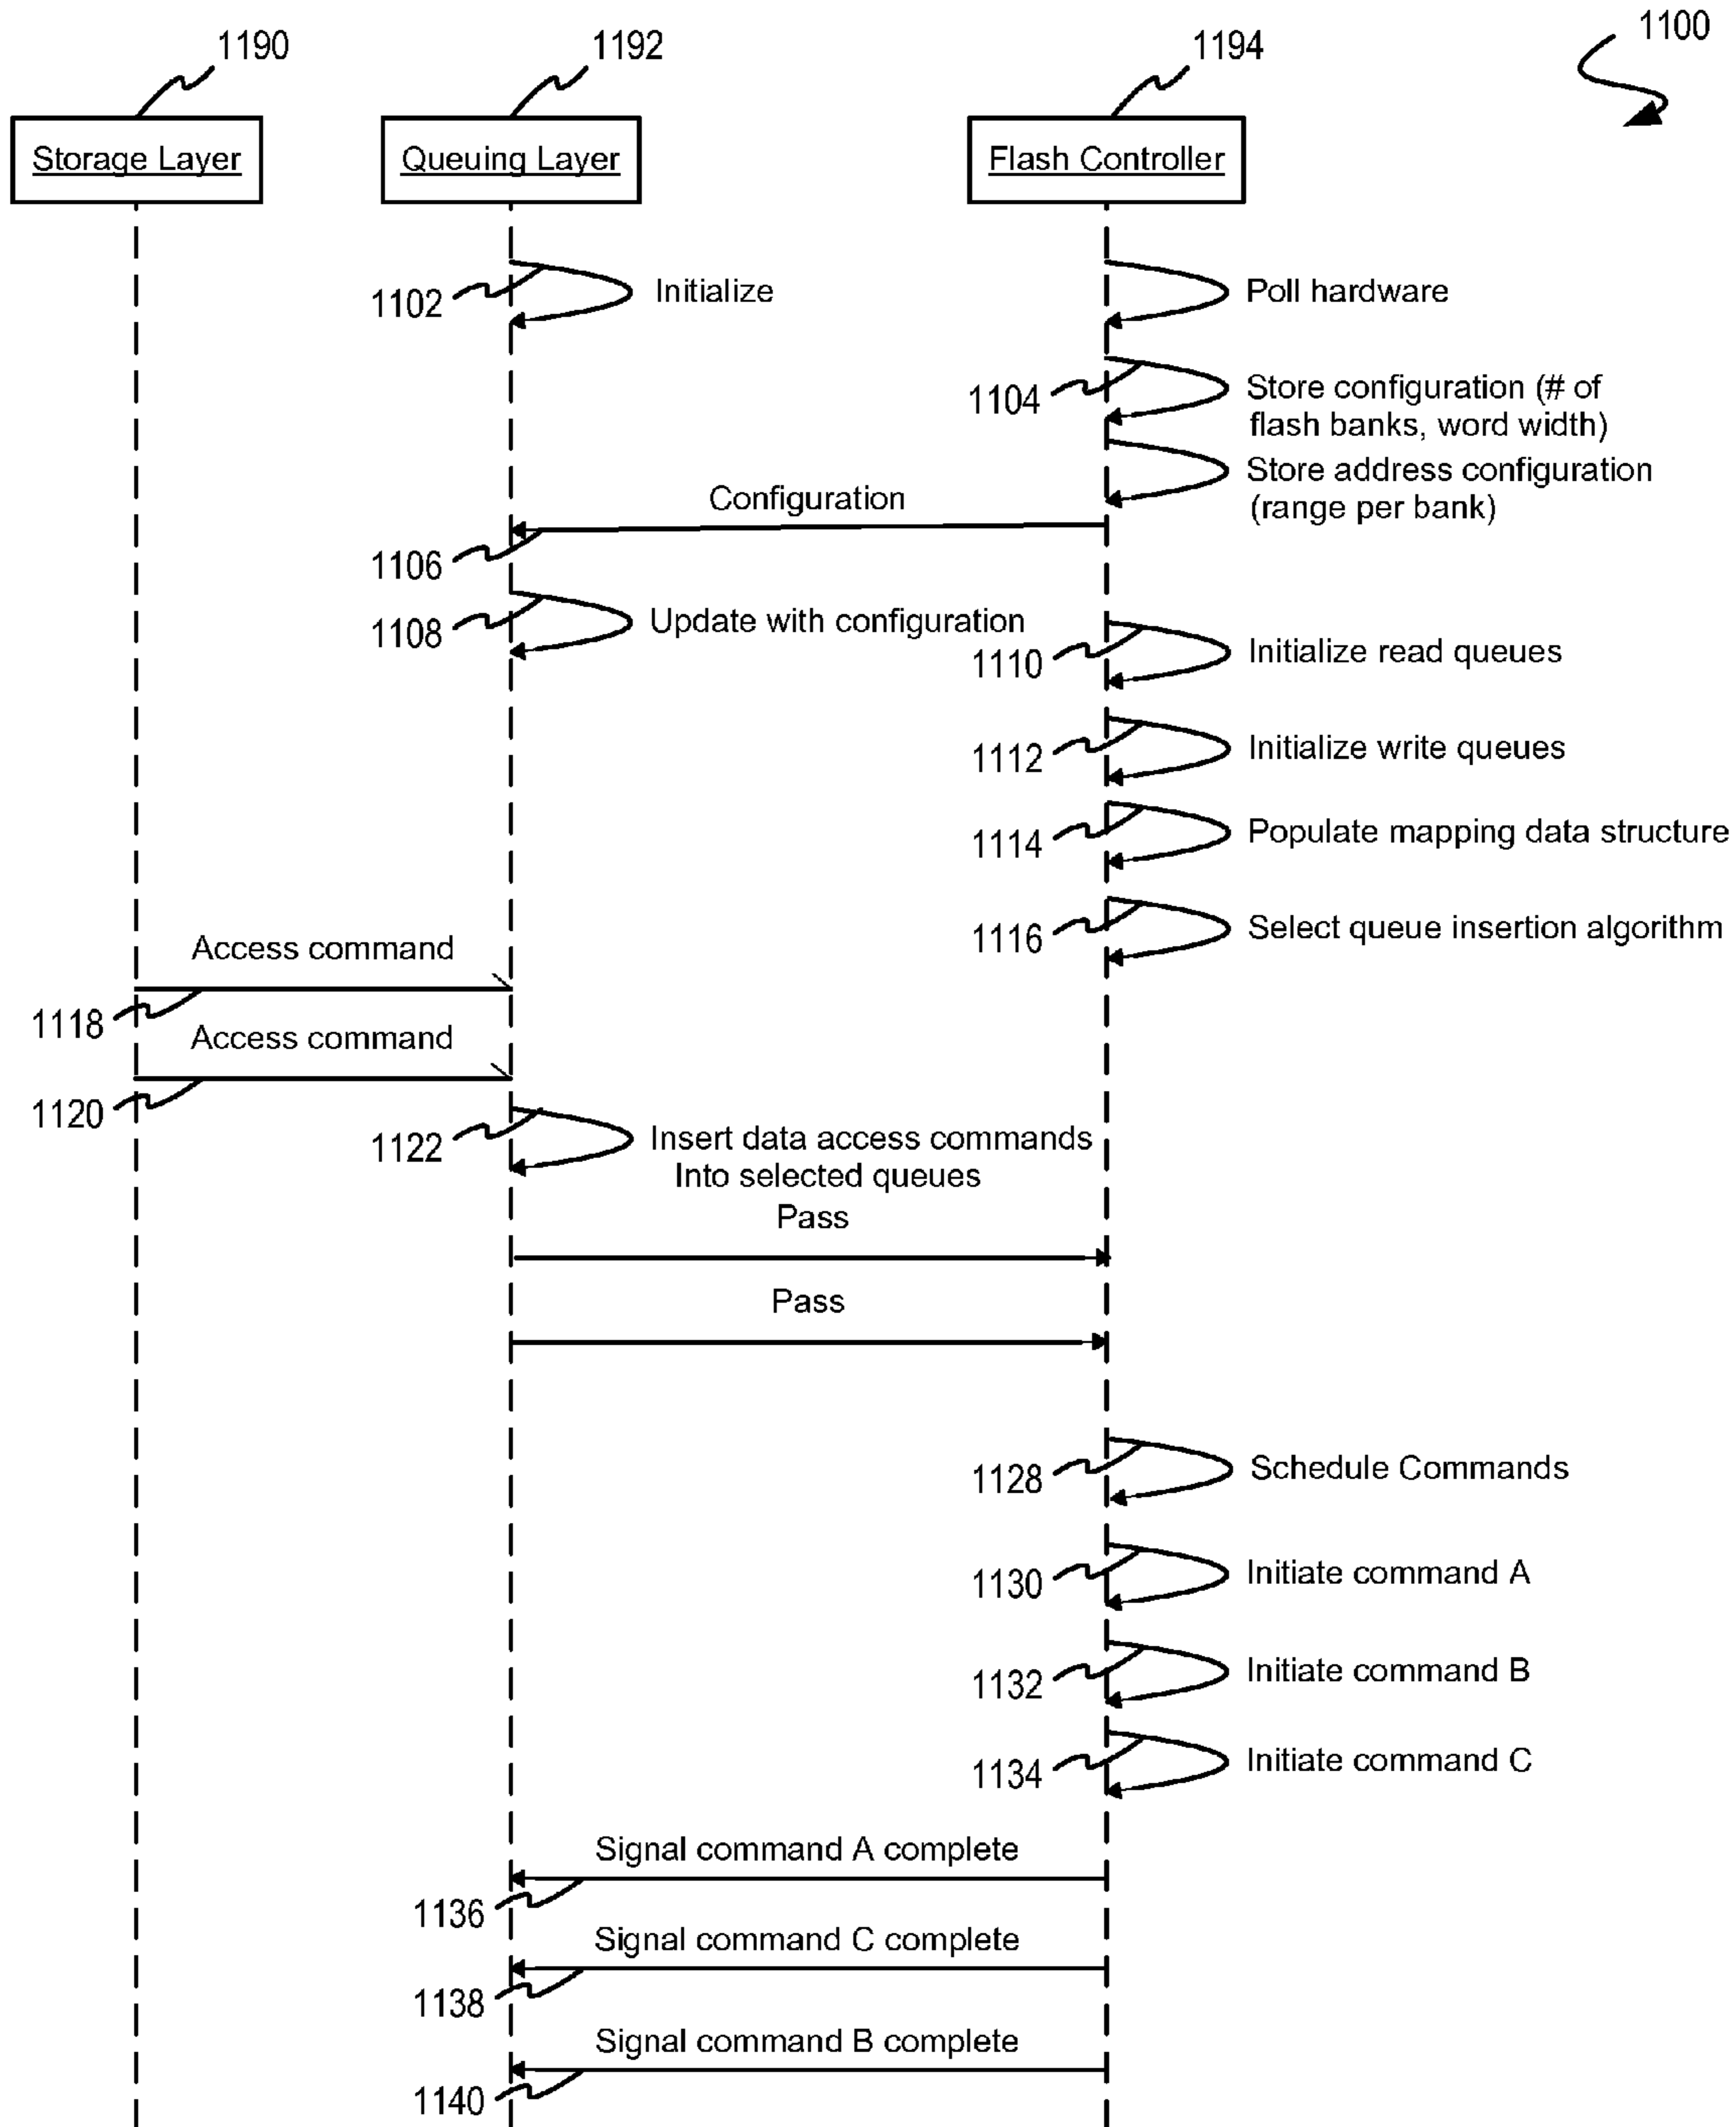 1100
1190
1192
1194
Storage Layer
Queuing Layer
Flash Controller
1102
Initialize
Poll hardware
1104
Store configuration (# of
flash banks, word width)
Store address configuration
(range per bank)
Configuration
1106
1108
Update with configuration
1110
Initialize read queues
1112
Initialize write queues
1114
Populate mapping data structure
1116
Select queue insertion algorithm
Access command
1118
Access command
1120
1122
Insert data access commands
Into selected queues
Pass
Pass
1128
Schedule Commands
1130
Initiate command A
1132
Initiate command B
1134
Initiate command C
Signal command A complete
1136
Signal command C complete
1138
Signal command B complete
1140